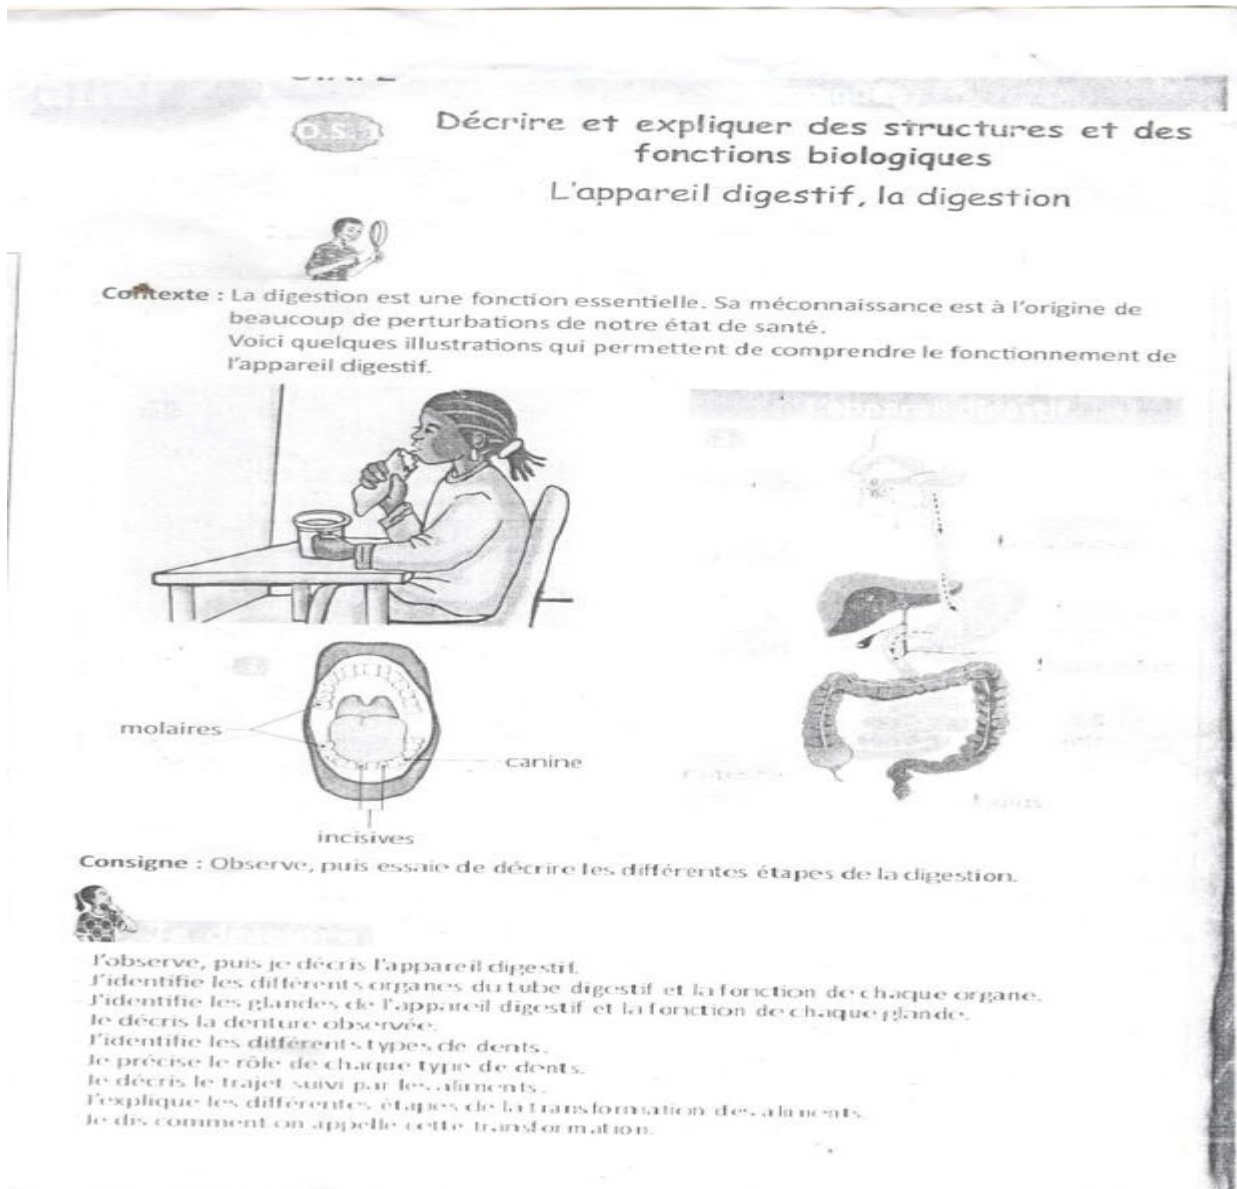 O.S. 1
Décrire et expliquer des structures et des
fonctions biologiques
L'appareil digestif, la digestion
Contexte : La digestion est une fonction essentielle. Sa méconnaissance est à l'origine de
beaucoup de perturbations de notre état de santé.
Voici quelques illustrations qui permettent de comprendre le fonctionnement de
l'appareil digestif.
molaires
canine
incisives
Consigne : Observe, puis essaie de décrire les différentes étapes de la digestion.
J'observe, puis je décris l'appareil digestif.
J'identifie les différents organes du tube digestif et la fonction de chaque organe.
J'identifie les glandes de l'appareil digestif et la fonction de chaque glande.
Je décris la denture observée.
J'identifie les différents types de dents.
Je précise le rôle de chaque type de dents.
Je décris le trajet suivi par les aliments.
J'explique les différentes étapes de la transformation des aliments.
Je dis comment on appelle cette transformation.